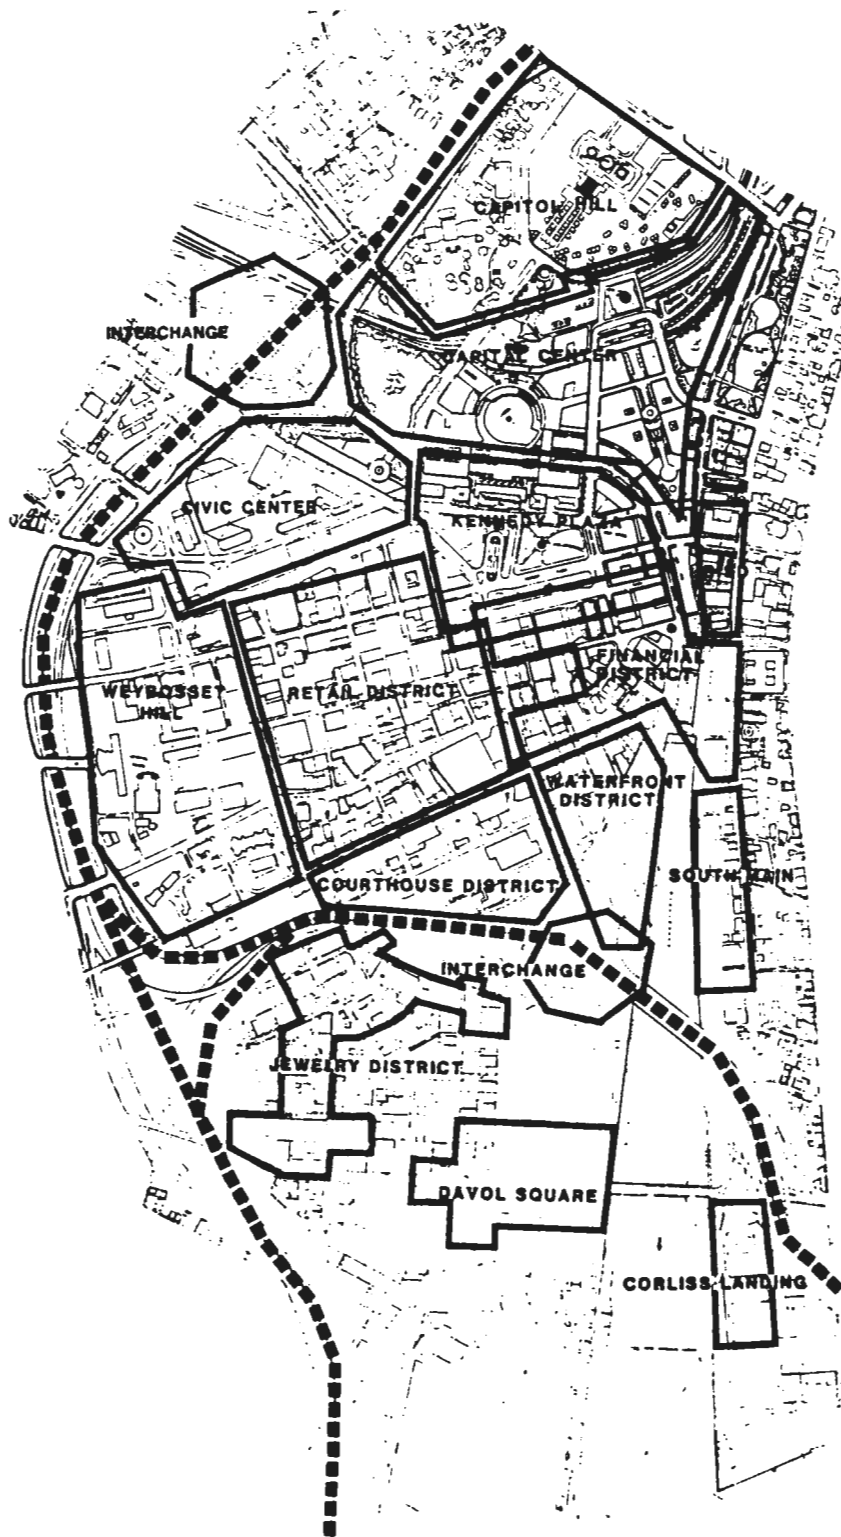 CAPITOL HILL
INTERCHANGE
CAPITAL CENTER
CIVIC CENTER
KENNEDY PLAZA
FINANCIAL
DISTRICT
WEYBOSSET
HILL
RETAIL DISTRICT
WATERFRONT
DISTRICT
SOUTH MAIN
COURTHOUSE DISTRICT
INTERCHANGE
JEWELRY DISTRICT
DAVOL SQUARE
CORLISS LANDING